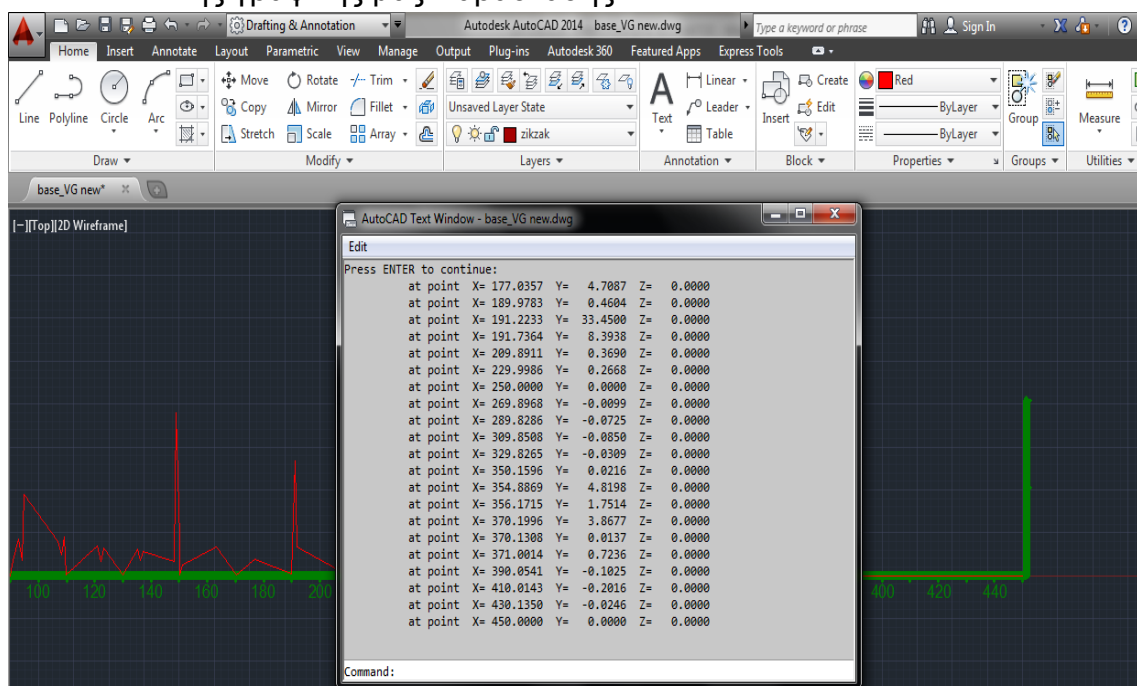 Drafting & Annotation
Autodesk AutoCAD 2014 base_VG new.dwg
Type a keyword or phrase
Sign In
Home Insert Annotate Layout Parametric View Manage Output Plug-ins Autodesk 360 Featured Apps Express Tools
Move Rotate Trim Unsaved Layer State Linear Create Red
Line Polyline Circle Arc Copy Mirror Fillet Text Leader Insert Edit ByLayer Group Measure
Stretch Scale Array zikzak Table ByLayer
Draw Modify Layers Annotation Block Properties Groups Utilities
base_VG new*
[−][Top][2D Wireframe]
AutoCAD Text Window - base_VG new.dwg
Edit
Press ENTER to continue:
at point X= 177.0357 Y= 4.7087 Z= 0.0000
at point X= 189.9783 Y= 0.4604 Z= 0.0000
at point X= 191.2233 Y= 33.4500 Z= 0.0000
at point X= 191.7364 Y= 8.3938 Z= 0.0000
at point X= 209.8911 Y= 0.3690 Z= 0.0000
at point X= 229.9986 Y= 0.2668 Z= 0.0000
at point X= 250.0000 Y= 0.0000 Z= 0.0000
at point X= 269.8968 Y= -0.0099 Z= 0.0000
at point X= 289.8286 Y= -0.0725 Z= 0.0000
at point X= 309.8508 Y= -0.0850 Z= 0.0000
at point X= 329.8265 Y= -0.0309 Z= 0.0000
at point X= 350.1596 Y= 0.0216 Z= 0.0000
at point X= 354.8869 Y= 4.8198 Z= 0.0000
at point X= 356.1715 Y= 1.7514 Z= 0.0000
at point X= 370.1996 Y= 3.8677 Z= 0.0000
at point X= 370.1308 Y= 0.0137 Z= 0.0000
at point X= 371.0014 Y= 0.7236 Z= 0.0000
at point X= 390.0541 Y= -0.1025 Z= 0.0000
at point X= 410.0143 Y= -0.2016 Z= 0.0000
at point X= 430.1350 Y= -0.0246 Z= 0.0000
at point X= 450.0000 Y= 0.0000 Z= 0.0000
Command:
100 120 140 160 180 200 400 420 440